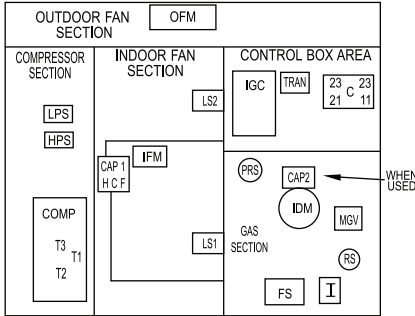 OUTDOOR FAN
SECTION
OFM
COMPRESSOR
SECTION
LPS
HPS
COMP
T3
T1
T2
INDOOR FAN
SECTION
LS2
IFM
CAP 1
H C F
LS1
CONTROL BOX AREA
IGC
TRAN
23 23
C
21 11
PRS
CAP2
WHEN
USED
IDM
MGV
GAS
SECTION
RS
FS
I